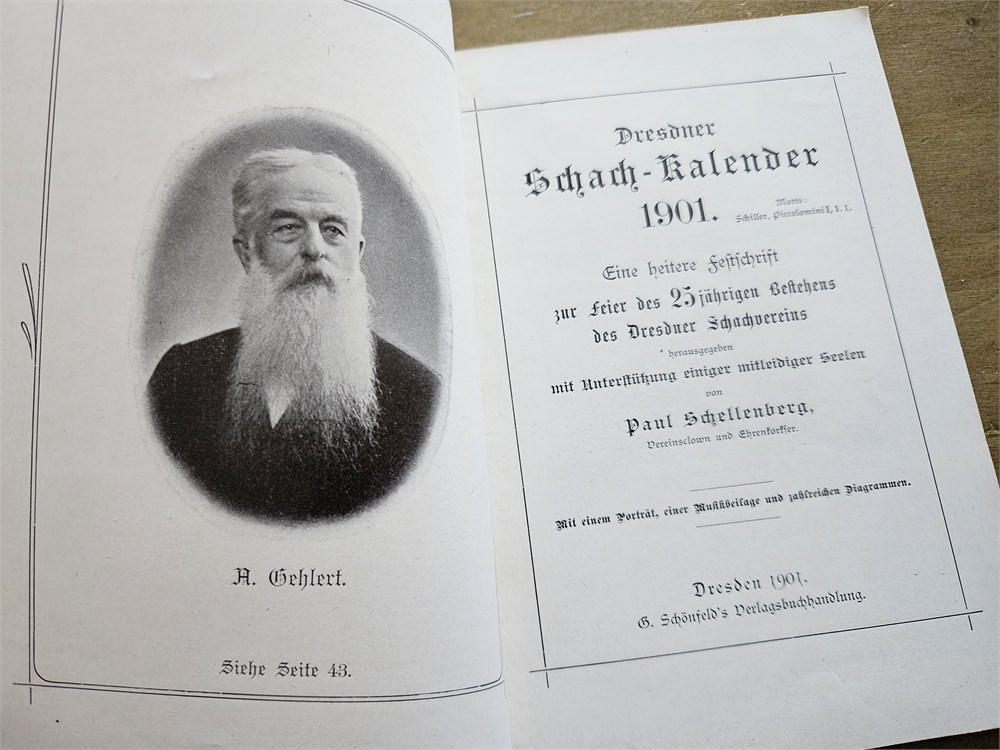 A. Gehlert.
Siehe Seite 43.
Dresdner
Schach-Kalender
1901.
Motto:
Schiller, Piccolomini I, 1. 1.
Eine heitere Festschrift
zur Feier des 25jährigen Bestehens
des Dresdner Schachvereins
herausgegeben
mit Unterstützung einiger mitleidiger Seelen
von
Paul Schellenberg,
Vereinsclown und Ehrenkorkser.
Mit einem Porträt, einer Musikbeilage und zahlreichen Diagrammen.
Dresden 1901.
G. Schönfeld's Verlagsbuchhandlung.